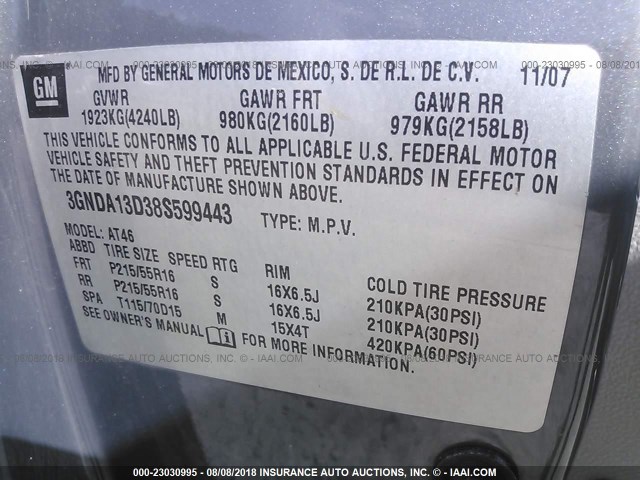 GM
MFD BY GENERAL MOTORS DE MEXICO, S. DE R.L. DE C.V. 11/07
GVWR GAWR FRT GAWR RR
1923KG(4240LB) 980KG(2160LB) 979KG(2158LB)
THIS VEHICLE CONFORMS TO ALL APPLICABLE U.S. FEDERAL MOTOR
VEHICLE SAFETY AND THEFT PREVENTION STANDARDS IN EFFECT ON
THE DATE OF MANUFACTURE SHOWN ABOVE.
3GNDA13D38S599443 TYPE: M.P.V.
MODEL: AT46
ABBD TIRE SIZE SPEED RTG RIM COLD TIRE PRESSURE
FRT P215/55R16 S 16X6.5J 210KPA(30PSI)
RR P215/55R16 S 16X6.5J 210KPA(30PSI)
SPA T115/70D15 M 15X4T 420KPA(60PSI)
SEE OWNER'S MANUAL FOR MORE INFORMATION.
000-23030995 - 08/08/2018 INSURANCE AUTO AUCTIONS, INC. © - IAAI.COM